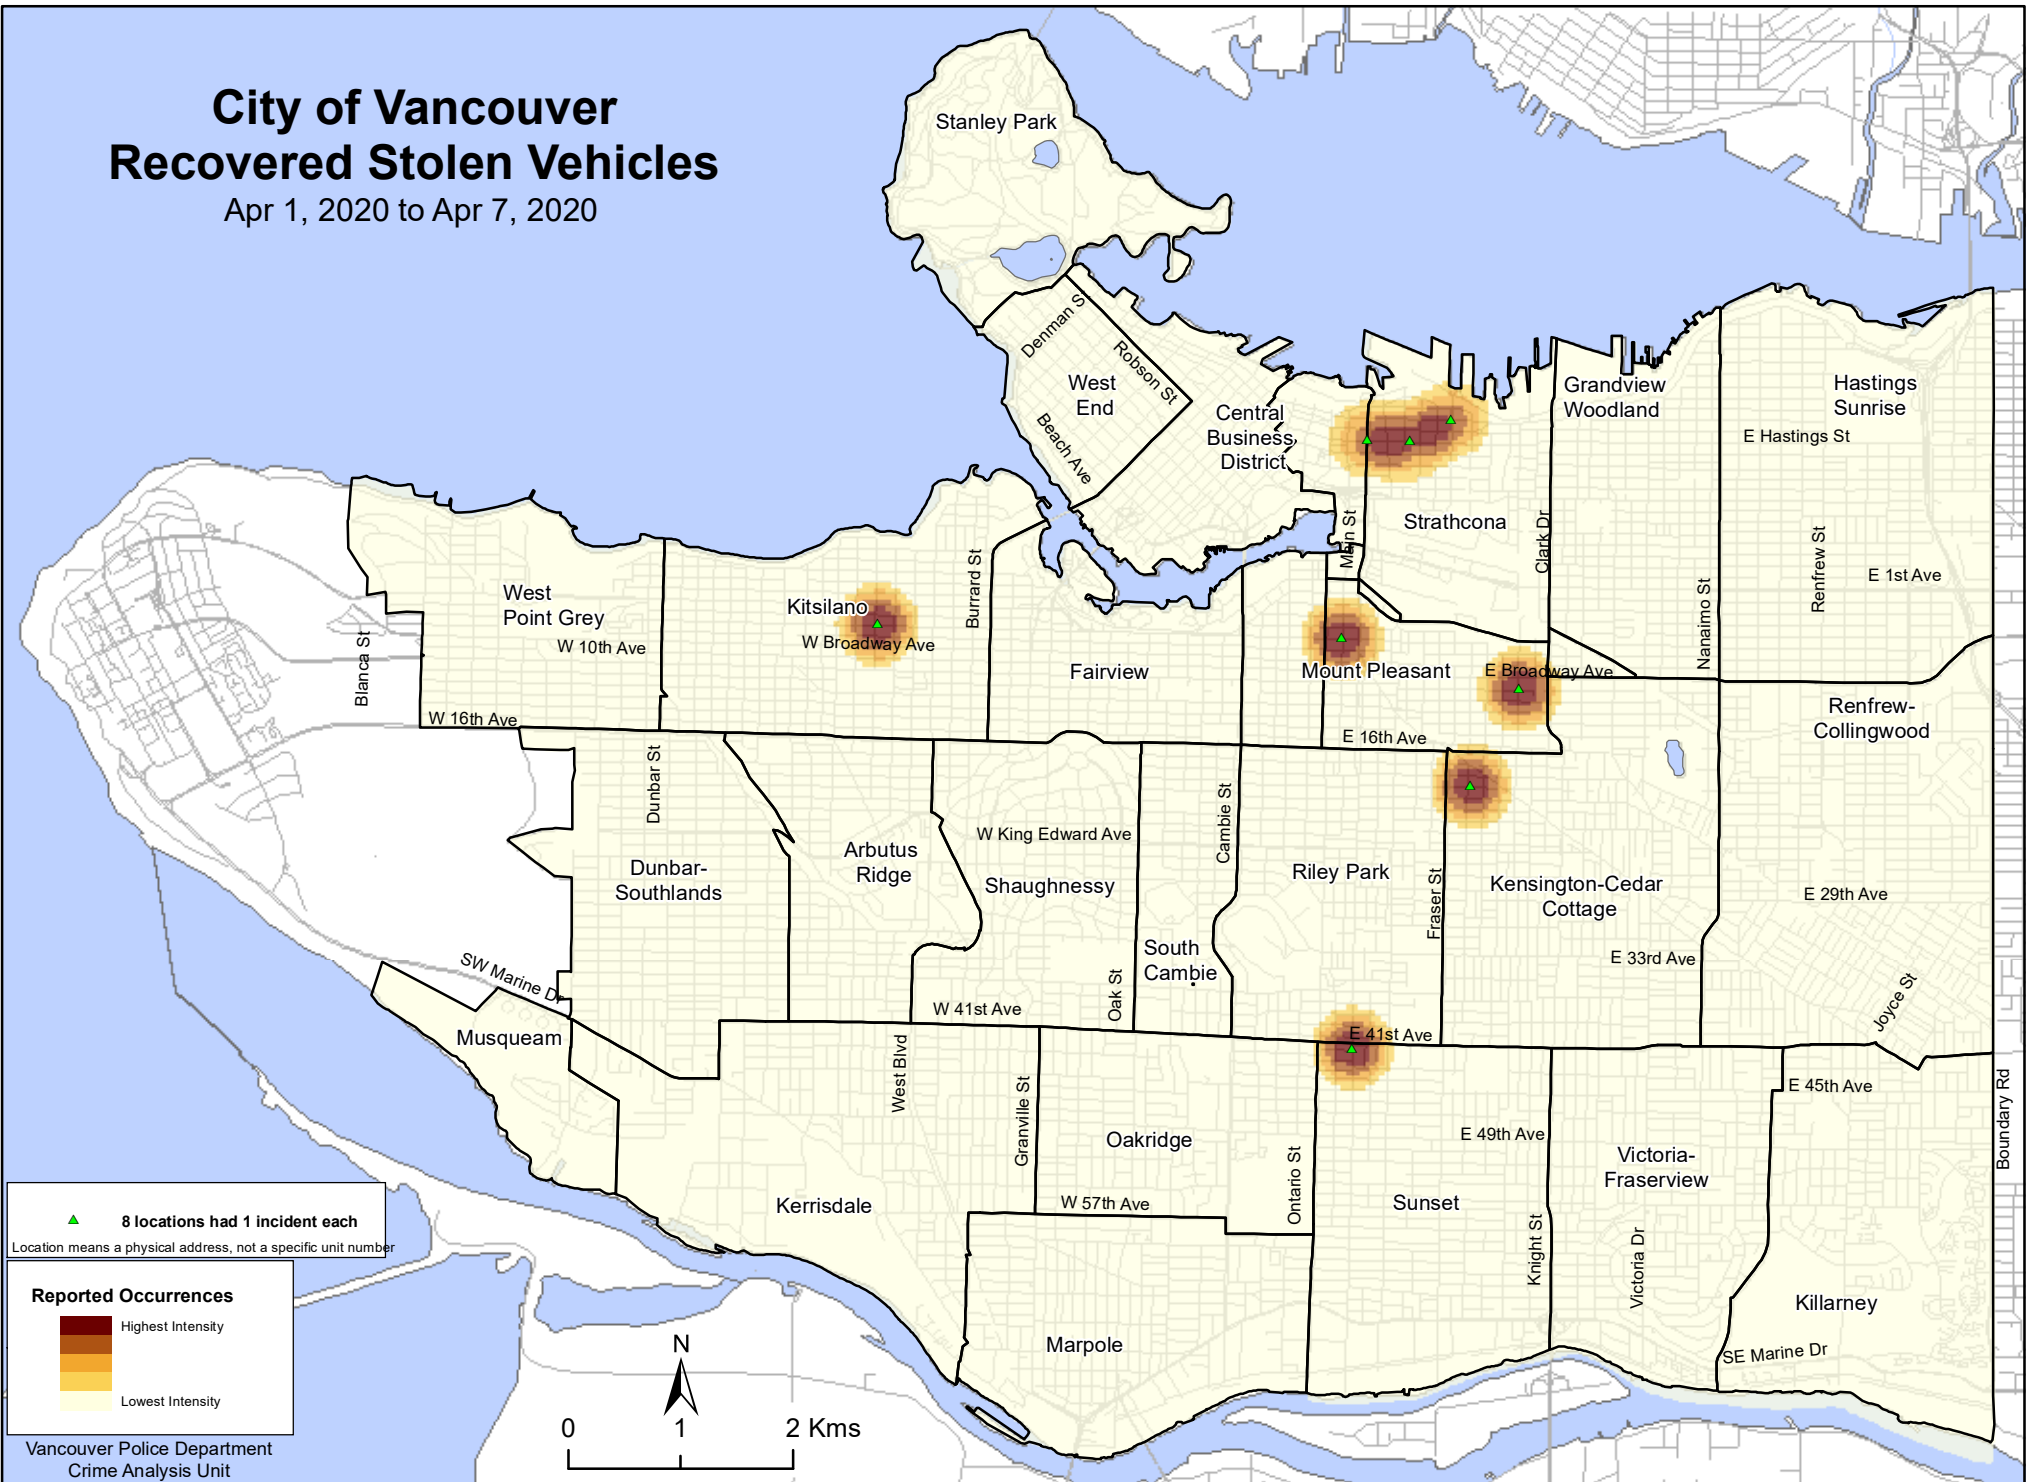 City of Vancouver
Recovered Stolen Vehicles
Apr 1, 2020 to Apr 7, 2020
Stanley Park
Denman S
Robson St
West
End
Beach Ave
Central
Business
District
Grandview
Woodland
Hastings
Sunrise
E Hastings St
Strathcona
Main St
Clark Dr
Renfrew St
E 1st Ave
Nanaimo St
West
Point Grey
W 10th Ave
Blanca St
W 16th Ave
Kitsilano
W Broadway Ave
Burrard St
Fairview
Mount Pleasant
E Broadway Ave
E 16th Ave
Renfrew-
Collingwood
Dunbar St
Dunbar-
Southlands
Arbutus
Ridge
W King Edward Ave
Shaughnessy
Cambie St
South
Cambie
Oak St
Riley Park
Fraser St
Kensington-Cedar
Cottage
E 29th Ave
E 33rd Ave
Joyce St
SW Marine Dr
Musqueam
W 41st Ave
E 41st Ave
West Blvd
Granville St
Oakridge
W 57th Ave
Ontario St
E 49th Ave
Sunset
Knight St
Victoria-
Fraserview
Victoria Dr
E 45th Ave
Boundary Rd
Killarney
SE Marine Dr
Kerrisdale
Marpole
8 locations had 1 incident each
Location means a physical address, not a specific unit number
Reported Occurrences
Highest Intensity
Lowest Intensity
Vancouver Police Department
Crime Analysis Unit
N
0 1 2 Kms